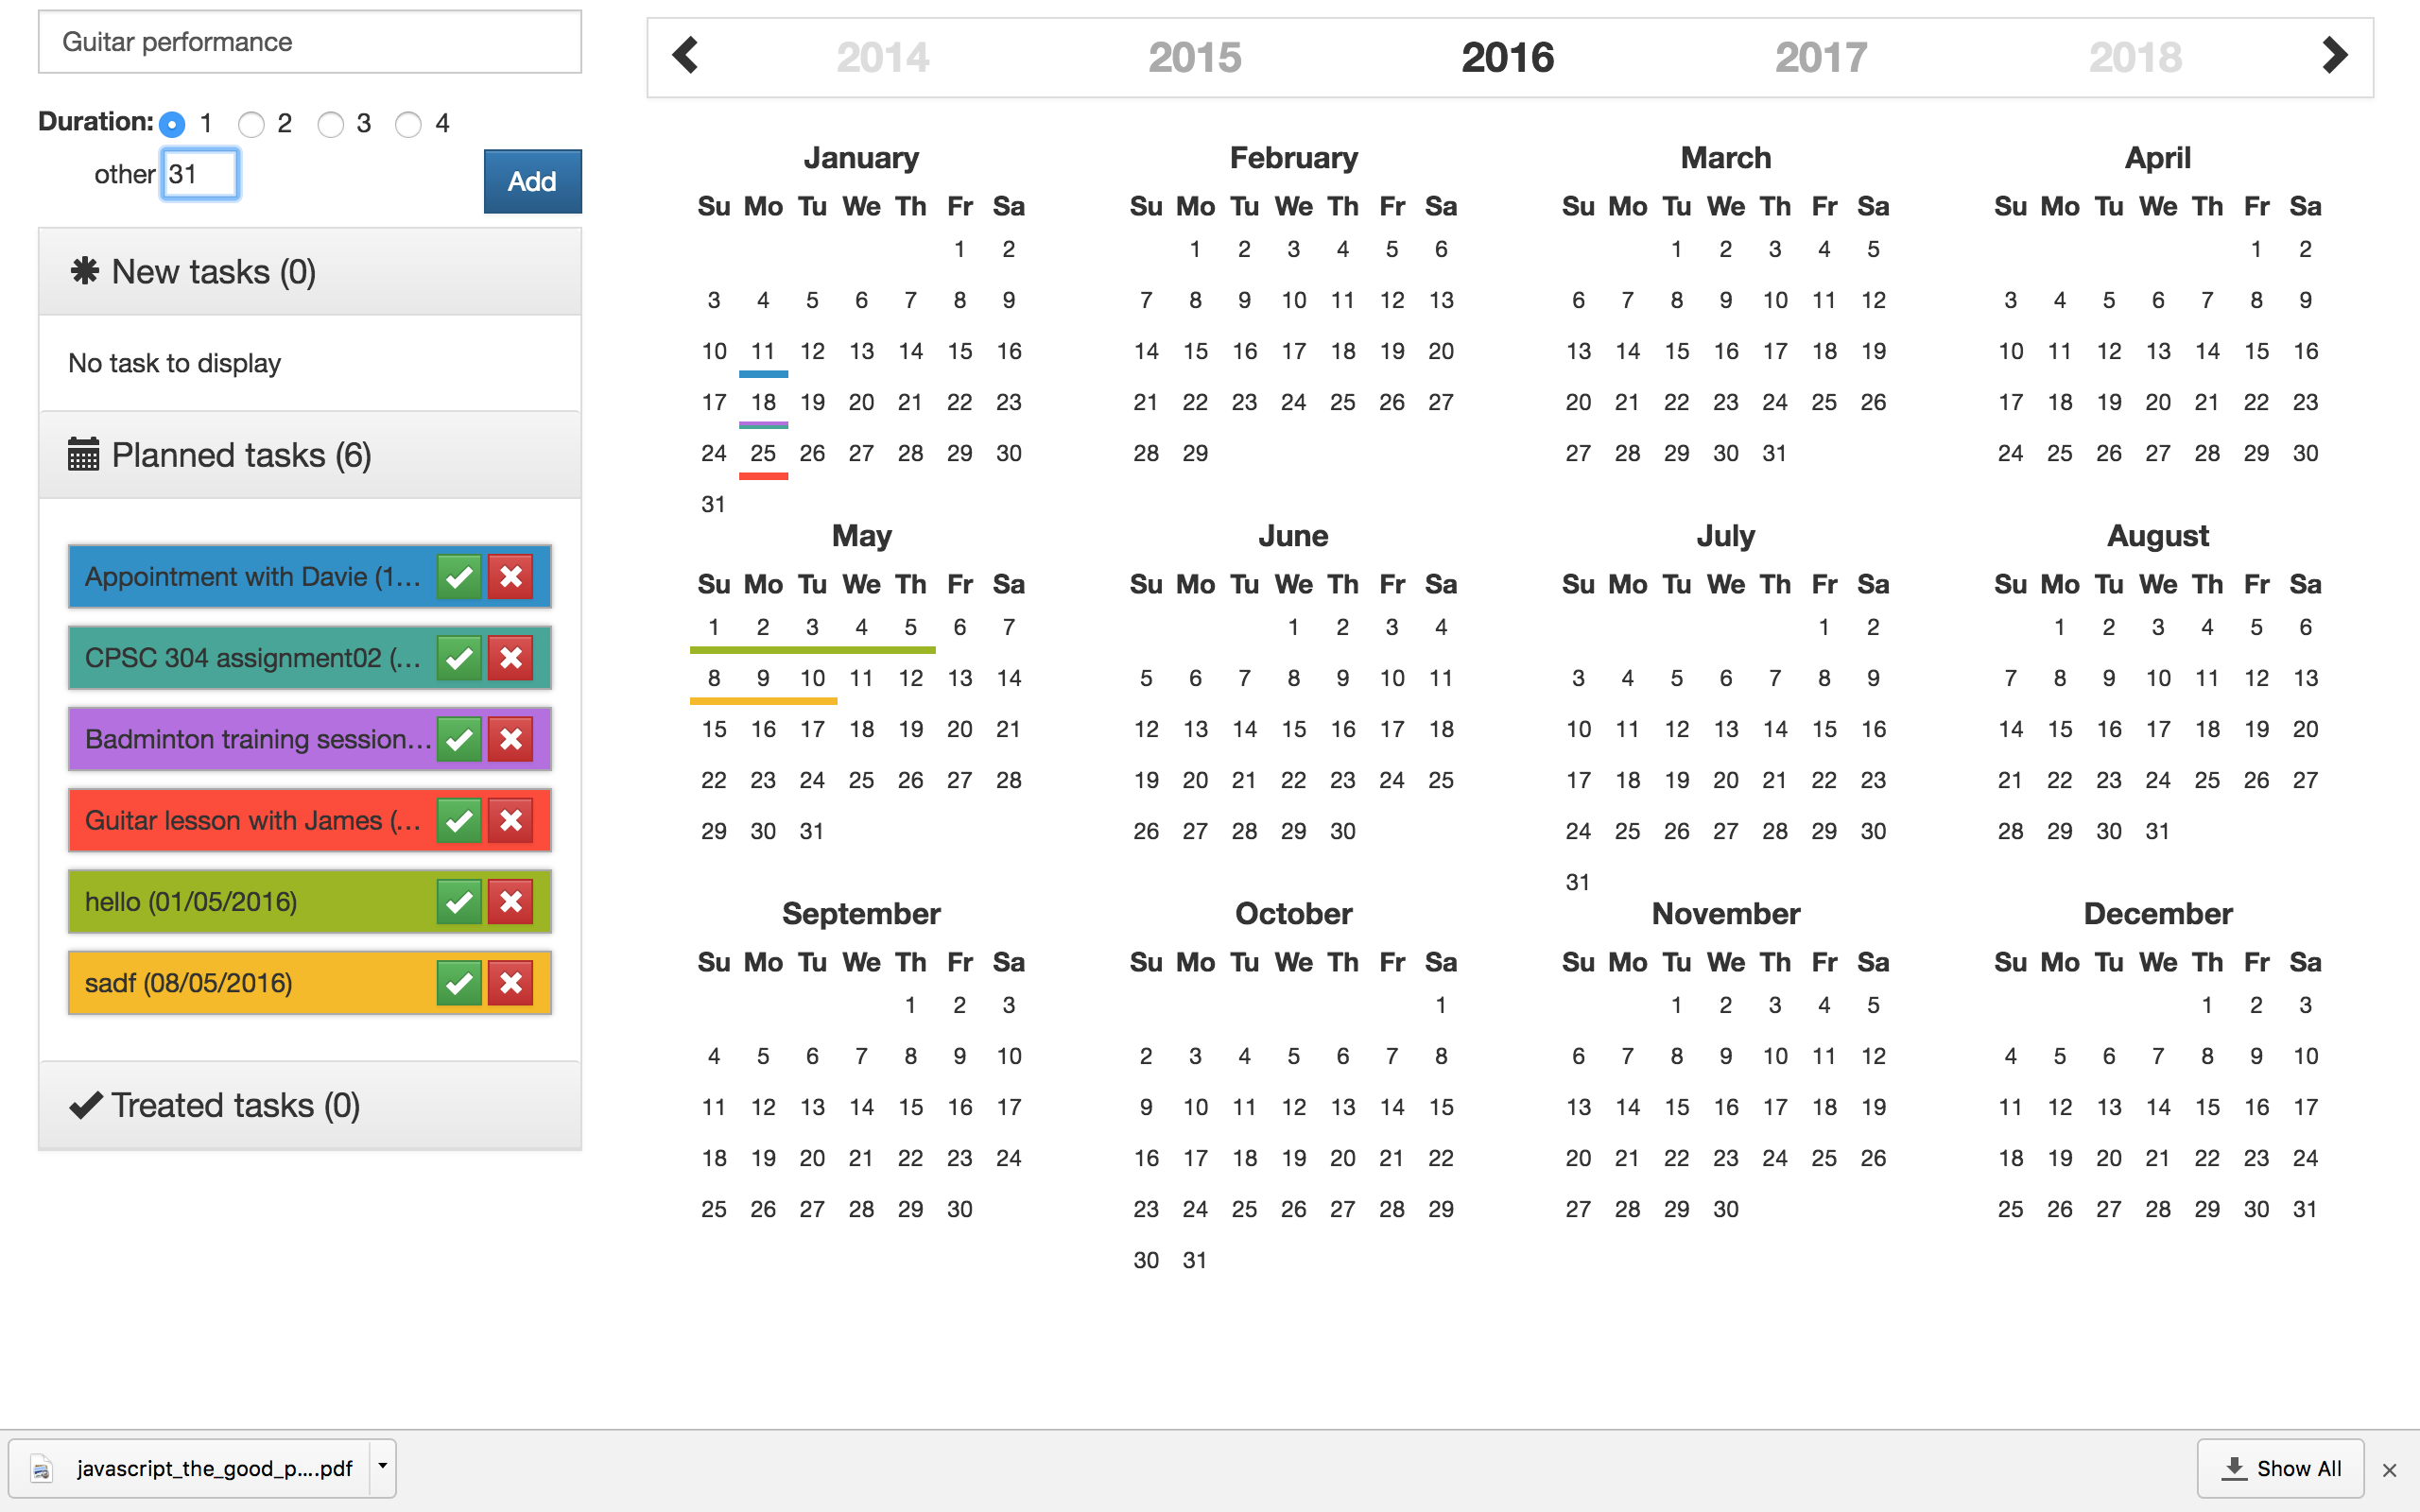 Guitar performance
Duration: 1 2 3 4
other 31
Add
New tasks (0)
No task to display
Planned tasks (6)
Appointment with Davie (1...
CPSC 304 assignment02 (...
Badminton training session...
Guitar lesson with James (...
hello (01/05/2016)
sadf (08/05/2016)
Treated tasks (0)
2014 2015 2016 2017 2018
January
Su Mo Tu We Th Fr Sa
1 2
3 4 5 6 7 8 9
10 11 12 13 14 15 16
17 18 19 20 21 22 23
24 25 26 27 28 29 30
31
February
Su Mo Tu We Th Fr Sa
1 2 3 4 5 6
7 8 9 10 11 12 13
14 15 16 17 18 19 20
21 22 23 24 25 26 27
28 29
March
Su Mo Tu We Th Fr Sa
1 2 3 4 5
6 7 8 9 10 11 12
13 14 15 16 17 18 19
20 21 22 23 24 25 26
27 28 29 30 31
April
Su Mo Tu We Th Fr Sa
1 2
3 4 5 6 7 8 9
10 11 12 13 14 15 16
17 18 19 20 21 22 23
24 25 26 27 28 29 30
May
Su Mo Tu We Th Fr Sa
1 2 3 4 5 6 7
8 9 10 11 12 13 14
15 16 17 18 19 20 21
22 23 24 25 26 27 28
29 30 31
June
Su Mo Tu We Th Fr Sa
1 2 3 4
5 6 7 8 9 10 11
12 13 14 15 16 17 18
19 20 21 22 23 24 25
26 27 28 29 30
July
Su Mo Tu We Th Fr Sa
1 2
3 4 5 6 7 8 9
10 11 12 13 14 15 16
17 18 19 20 21 22 23
24 25 26 27 28 29 30
31
August
Su Mo Tu We Th Fr Sa
1 2 3 4 5 6
7 8 9 10 11 12 13
14 15 16 17 18 19 20
21 22 23 24 25 26 27
28 29 30 31
September
Su Mo Tu We Th Fr Sa
1 2 3
4 5 6 7 8 9 10
11 12 13 14 15 16 17
18 19 20 21 22 23 24
25 26 27 28 29 30
October
Su Mo Tu We Th Fr Sa
1
2 3 4 5 6 7 8
9 10 11 12 13 14 15
16 17 18 19 20 21 22
23 24 25 26 27 28 29
30 31
November
Su Mo Tu We Th Fr Sa
1 2 3 4 5
6 7 8 9 10 11 12
13 14 15 16 17 18 19
20 21 22 23 24 25 26
27 28 29 30
December
Su Mo Tu We Th Fr Sa
1 2 3
4 5 6 7 8 9 10
11 12 13 14 15 16 17
18 19 20 21 22 23 24
25 26 27 28 29 30 31
javascript_the_good_p....pdf
Show All